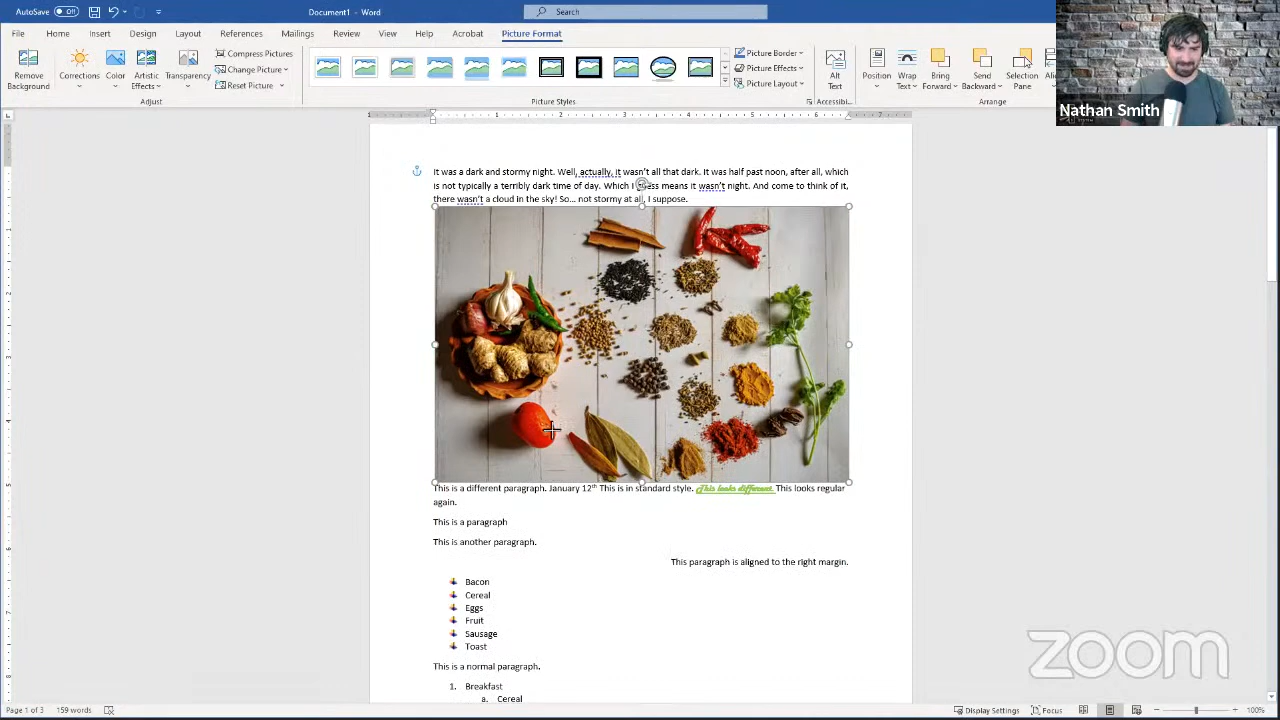 AutoSave Off
Document1 - Word
Search
File Home Insert Design Layout References Mailings Review View Help Acrobat Picture Format
Remove Background
Corrections
Color
Artistic Effects
Transparency
Compress Pictures
Change Picture
Reset Picture
Picture Border
Picture Effects
Picture Layout
Alt Text
Position
Wrap Text
Bring Forward
Send Backward
Selection Pane
Adjust
Picture Styles
Accessibi...
Arrange
Nathan Smith
It was a dark and stormy night. Well, actually, it wasn't all that dark. It was half past noon, after all, which
is not typically a terribly dark time of day. Which I means it wasn't night. And come to think of it,
there wasn't a cloud in the sky! So... not stormy at all, I suppose.
This is a different paragraph. January 12th This is in standard style. This looks different. This looks regular
again.
This is a paragraph
This is another paragraph.
This paragraph is aligned to the right margin.
Bacon
Cereal
Eggs
Fruit
Sausage
Toast
This is a normal paragraph.
1. Breakfast
a. Cereal
zoom
Page 1 of 3 159 words
Display Settings Focus 100%